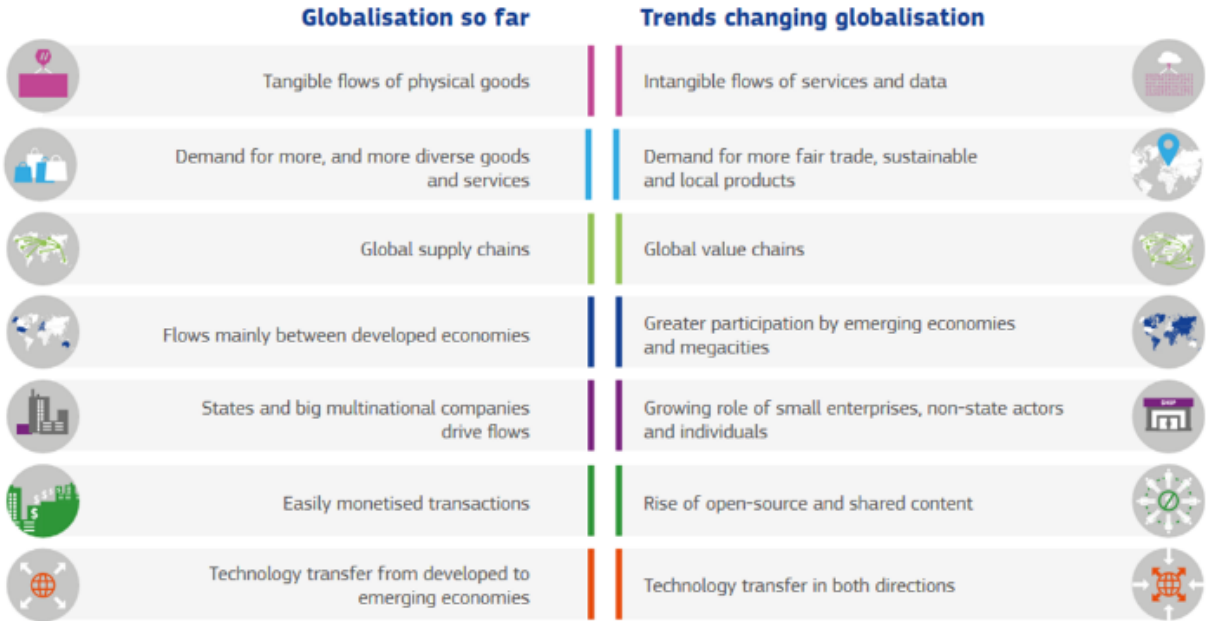 Globalisation so far
Trends changing globalisation
Tangible flows of physical goods
Intangible flows of services and data
Demand for more, and more diverse goods
and services
Demand for more fair trade, sustainable
and local products
Global supply chains
Global value chains
Flows mainly between developed economies
Greater participation by emerging economies
and megacities
States and big multinational companies
drive flows
Growing role of small enterprises, non-state actors
and individuals
SHOP
Easily monetised transactions
$ $ $
$
Rise of open-source and shared content
Technology transfer from developed to
emerging economies
Technology transfer in both directions